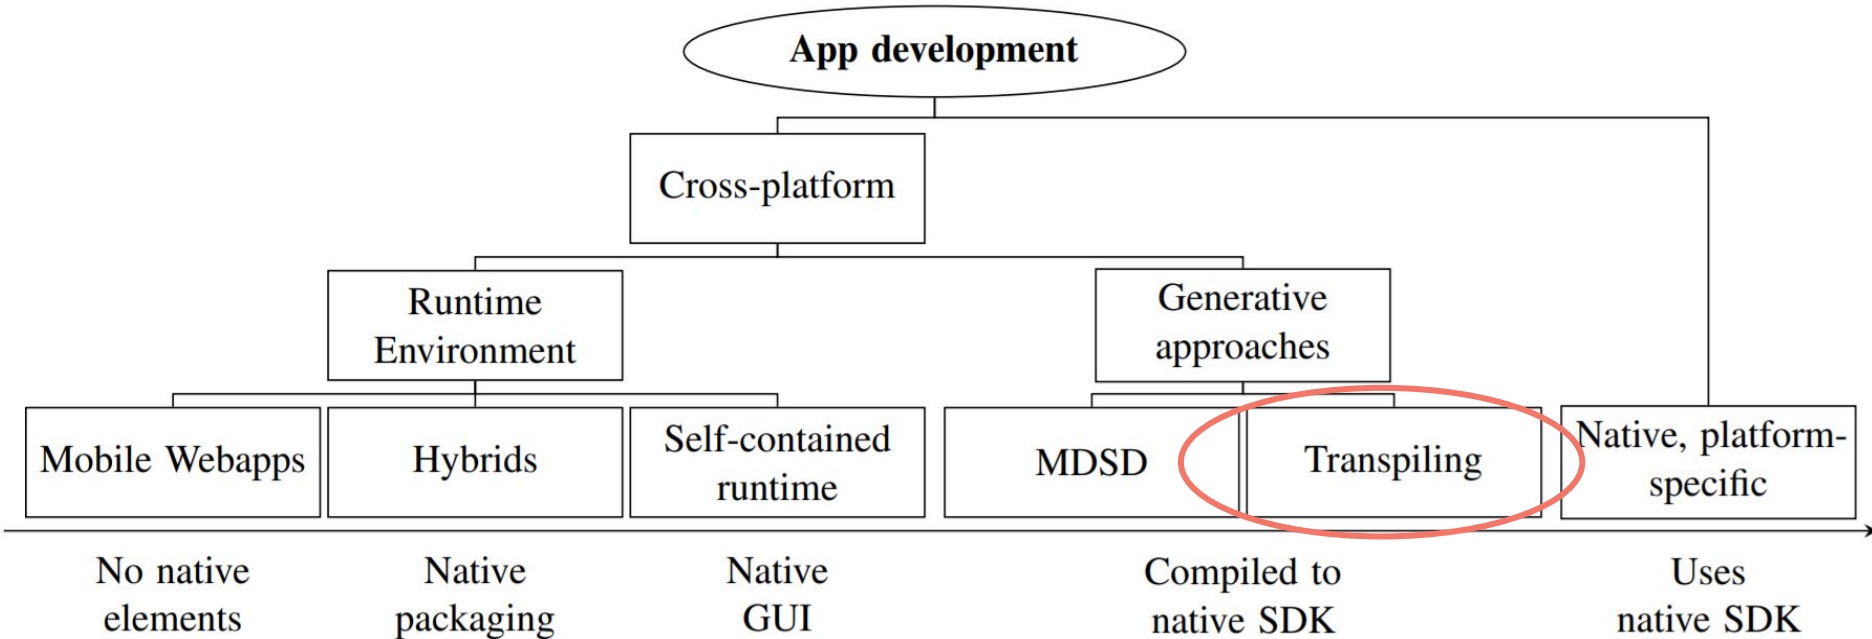 App development
Cross-platform
Runtime
Environment
Generative
approaches
Mobile Webapps
Hybrids
Self-contained
runtime
MDSD
Transpiling
Native, platform-
specific
No native
elements
Native
packaging
Native
GUI
Compiled to
native SDK
Uses
native SDK